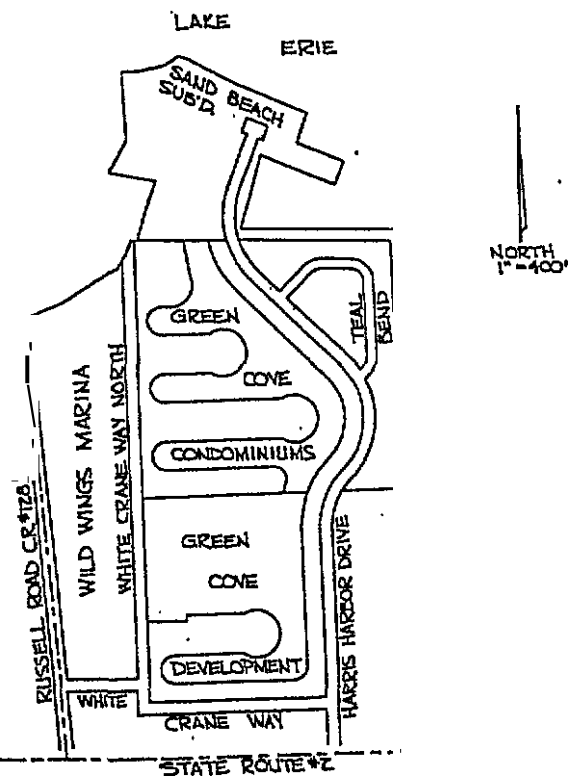 LAKE
ERIE
SAND BEACH
SUB'D.
NORTH
1" = 400'
GREEN
COVE
CONDOMINIUMS
TEAL
BEND
WILD WINGS MARINA
WHITE CRANE WAY NORTH
RUSSELL ROAD CR #128
GREEN
COVE
DEVELOPMENT
HARRIS HARBOR DRIVE
WHITE
CRANE WAY
STATE ROUTE #2